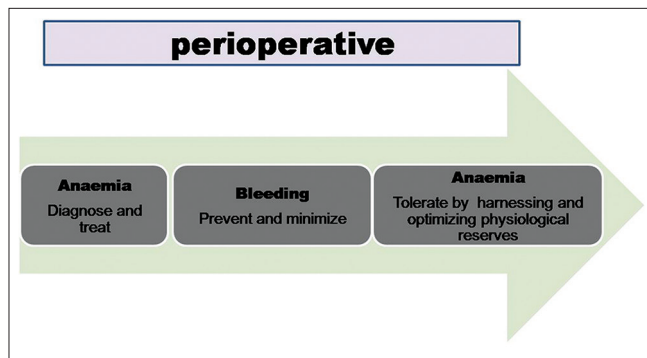 perioperative
Anaemia
Diagnose and
treat
Bleeding
Prevent and minimize
Anaemia
Tolerate by harnessing and
optimizing physiological
reserves